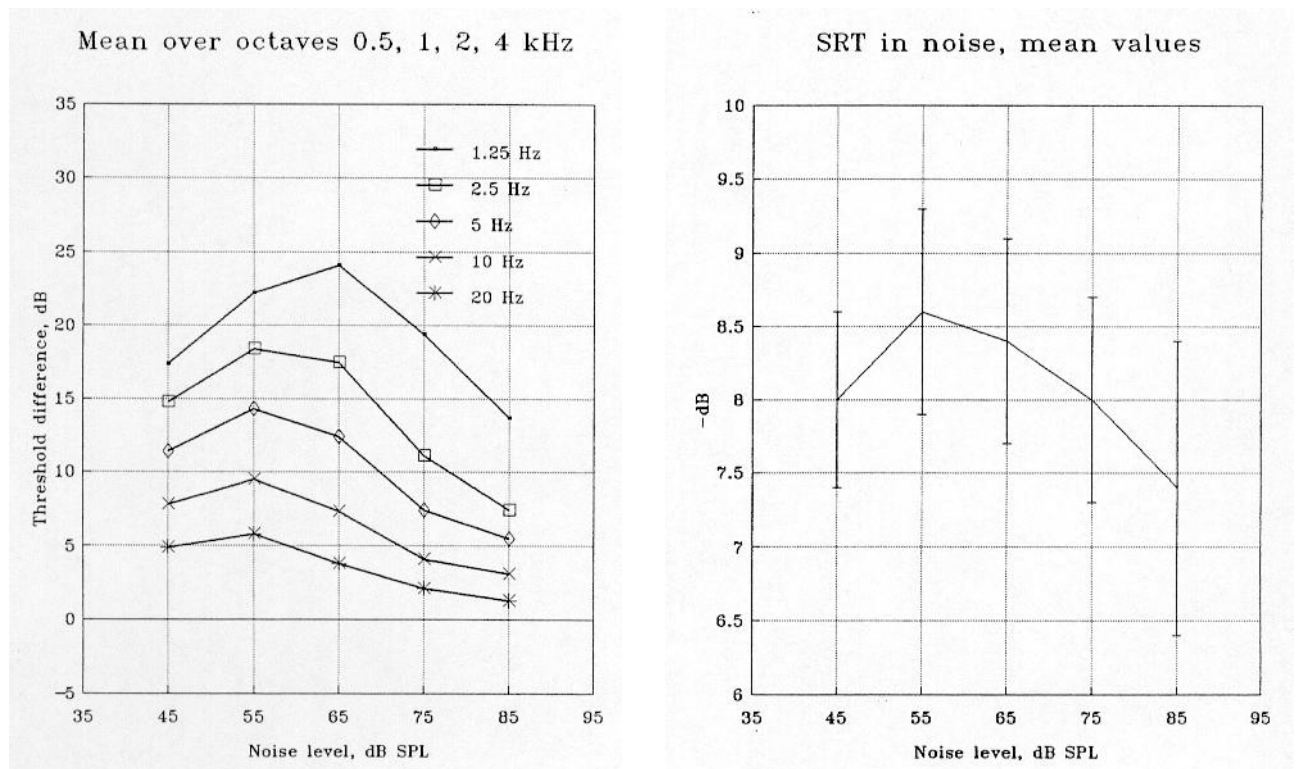 Mean over octaves 0.5, 1, 2, 4 kHz
35
30
25
20
15
10
5
0
−5
Threshold difference, dB
1.25 Hz
2.5 Hz
5 Hz
10 Hz
20 Hz
35 45 55 65 75 85 95
Noise level, dB SPL
SRT in noise, mean values
10
9.5
9
8.5
8
7.5
7
6.5
6
-dB
35 45 55 65 75 85 95
Noise level, dB SPL